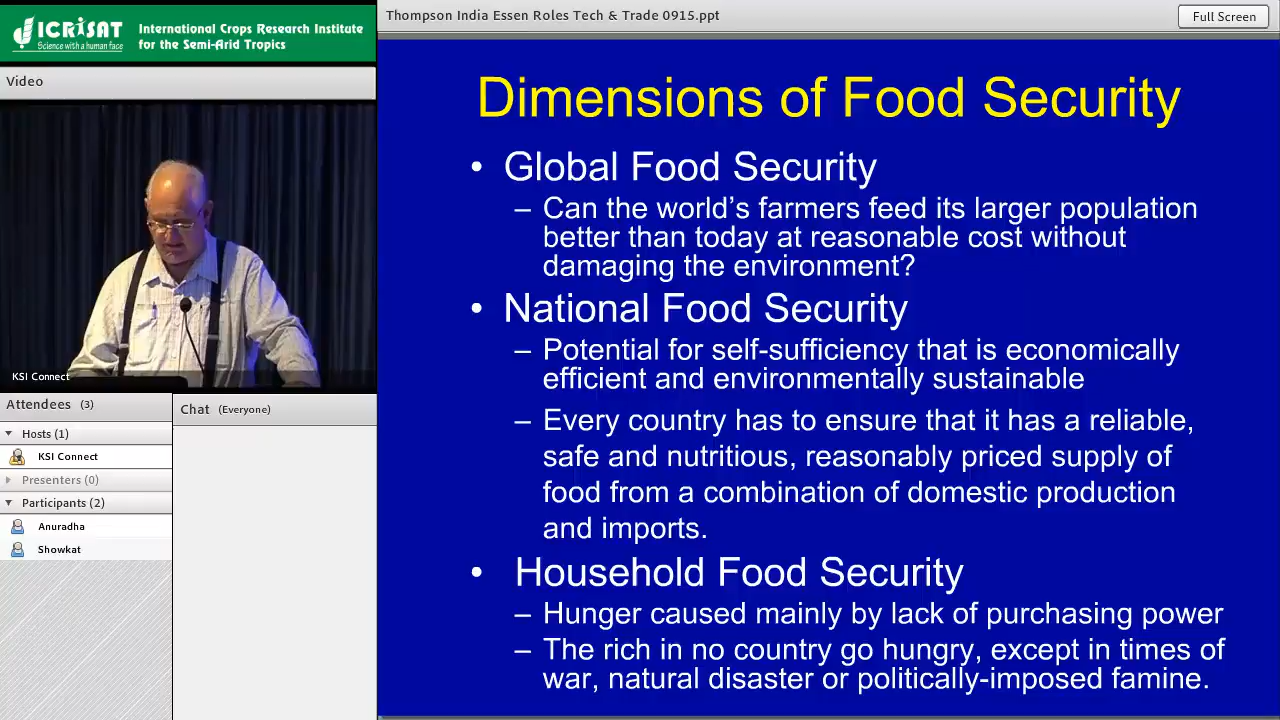 ICRISAT
Science with a human face
International Crops Research Institute
for the Semi-Arid Tropics
Thompson India Essen Roles Tech & Trade 0915.ppt
Full Screen
Video
KSI Connect
Attendees (3)
Hosts (1)
KSI Connect
Presenters (0)
Participants (2)
Anuradha
Showkat
Chat (Everyone)
Dimensions of Food Security
• Global Food Security
– Can the world's farmers feed its larger population
better than today at reasonable cost without
damaging the environment?
• National Food Security
– Potential for self-sufficiency that is economically
efficient and environmentally sustainable
– Every country has to ensure that it has a reliable,
safe and nutritious, reasonably priced supply of
food from a combination of domestic production
and imports.
• Household Food Security
– Hunger caused mainly by lack of purchasing power
– The rich in no country go hungry, except in times of
war, natural disaster or politically-imposed famine.